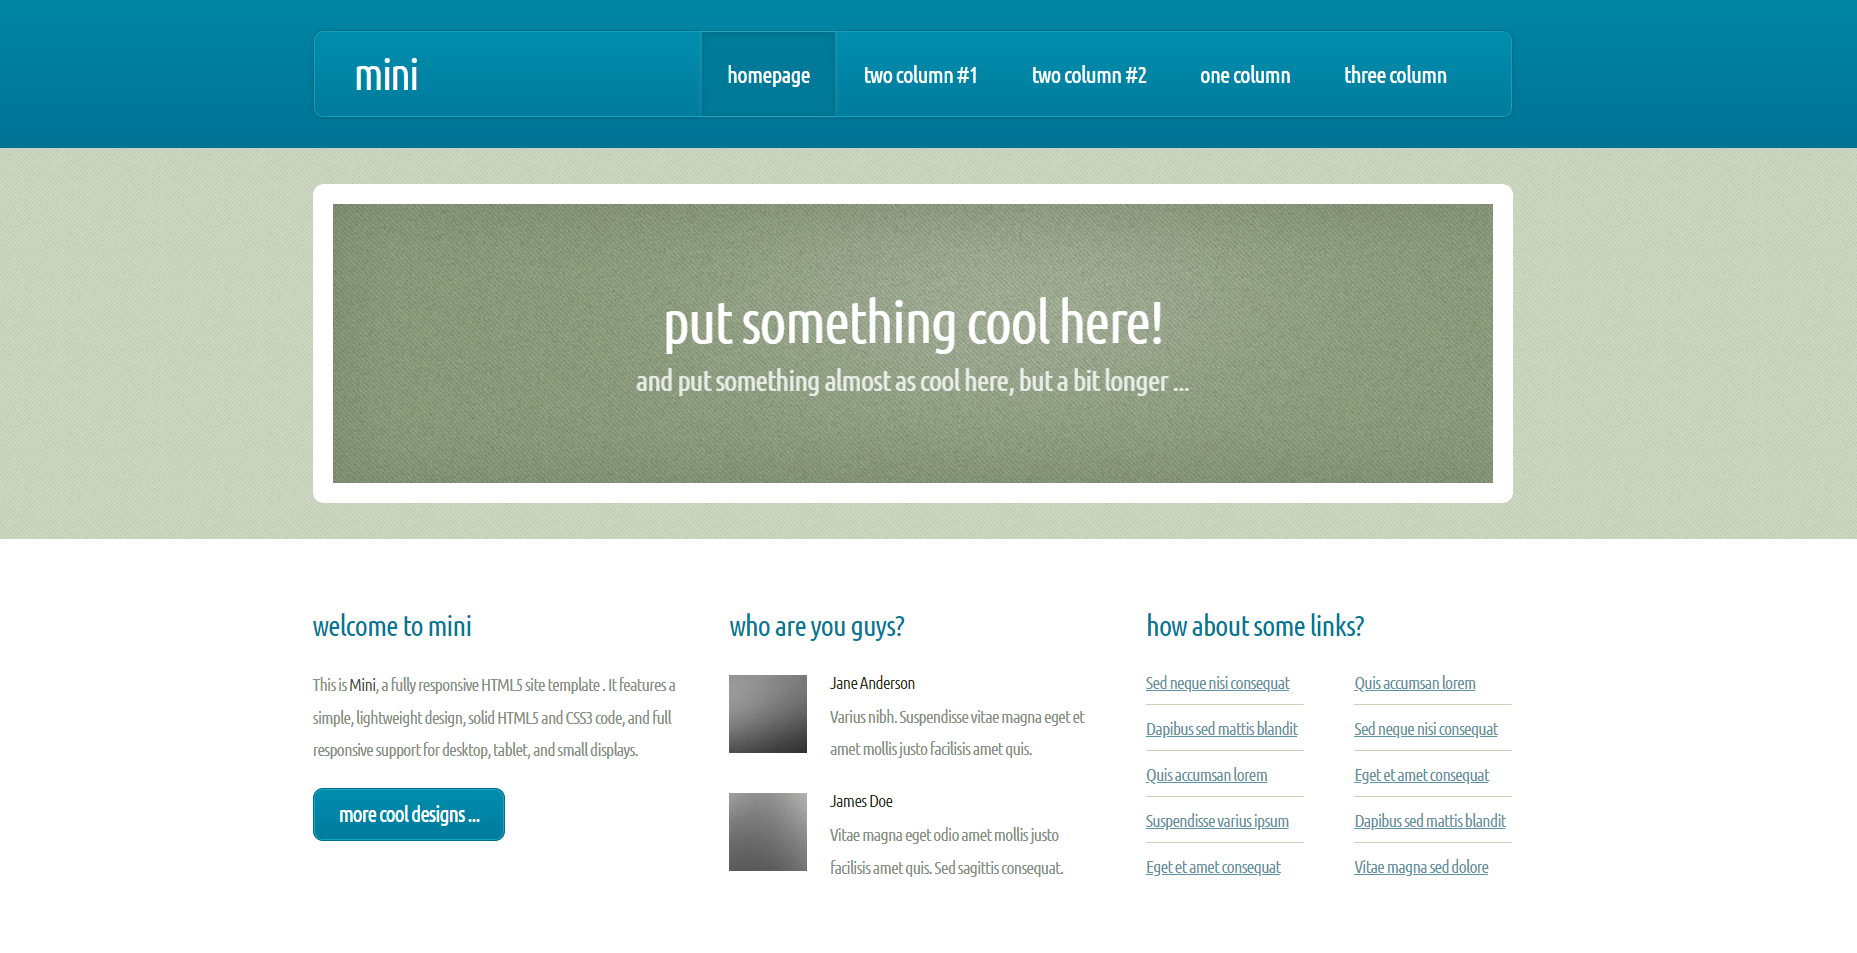 mini
homepage
two column #1
two column #2
one column
three column
put something cool here!
and put something almost as cool here, but a bit longer ...
welcome to mini
This is Mini, a fully responsive HTML5 site template . It features a
simple, lightweight design, solid HTML5 and CSS3 code, and full
responsive support for desktop, tablet, and small displays.
more cool designs ...
who are you guys?
Jane Anderson
Varius nibh. Suspendisse vitae magna eget et
amet mollis justo facilisis amet quis.
James Doe
Vitae magna eget odio amet mollis justo
facilisis amet quis. Sed sagittis consequat.
how about some links?
Sed neque nisi consequat
Dapibus sed mattis blandit
Quis accumsan lorem
Suspendisse varius ipsum
Eget et amet consequat
Quis accumsan lorem
Sed neque nisi consequat
Eget et amet consequat
Dapibus sed mattis blandit
Vitae magna sed dolore